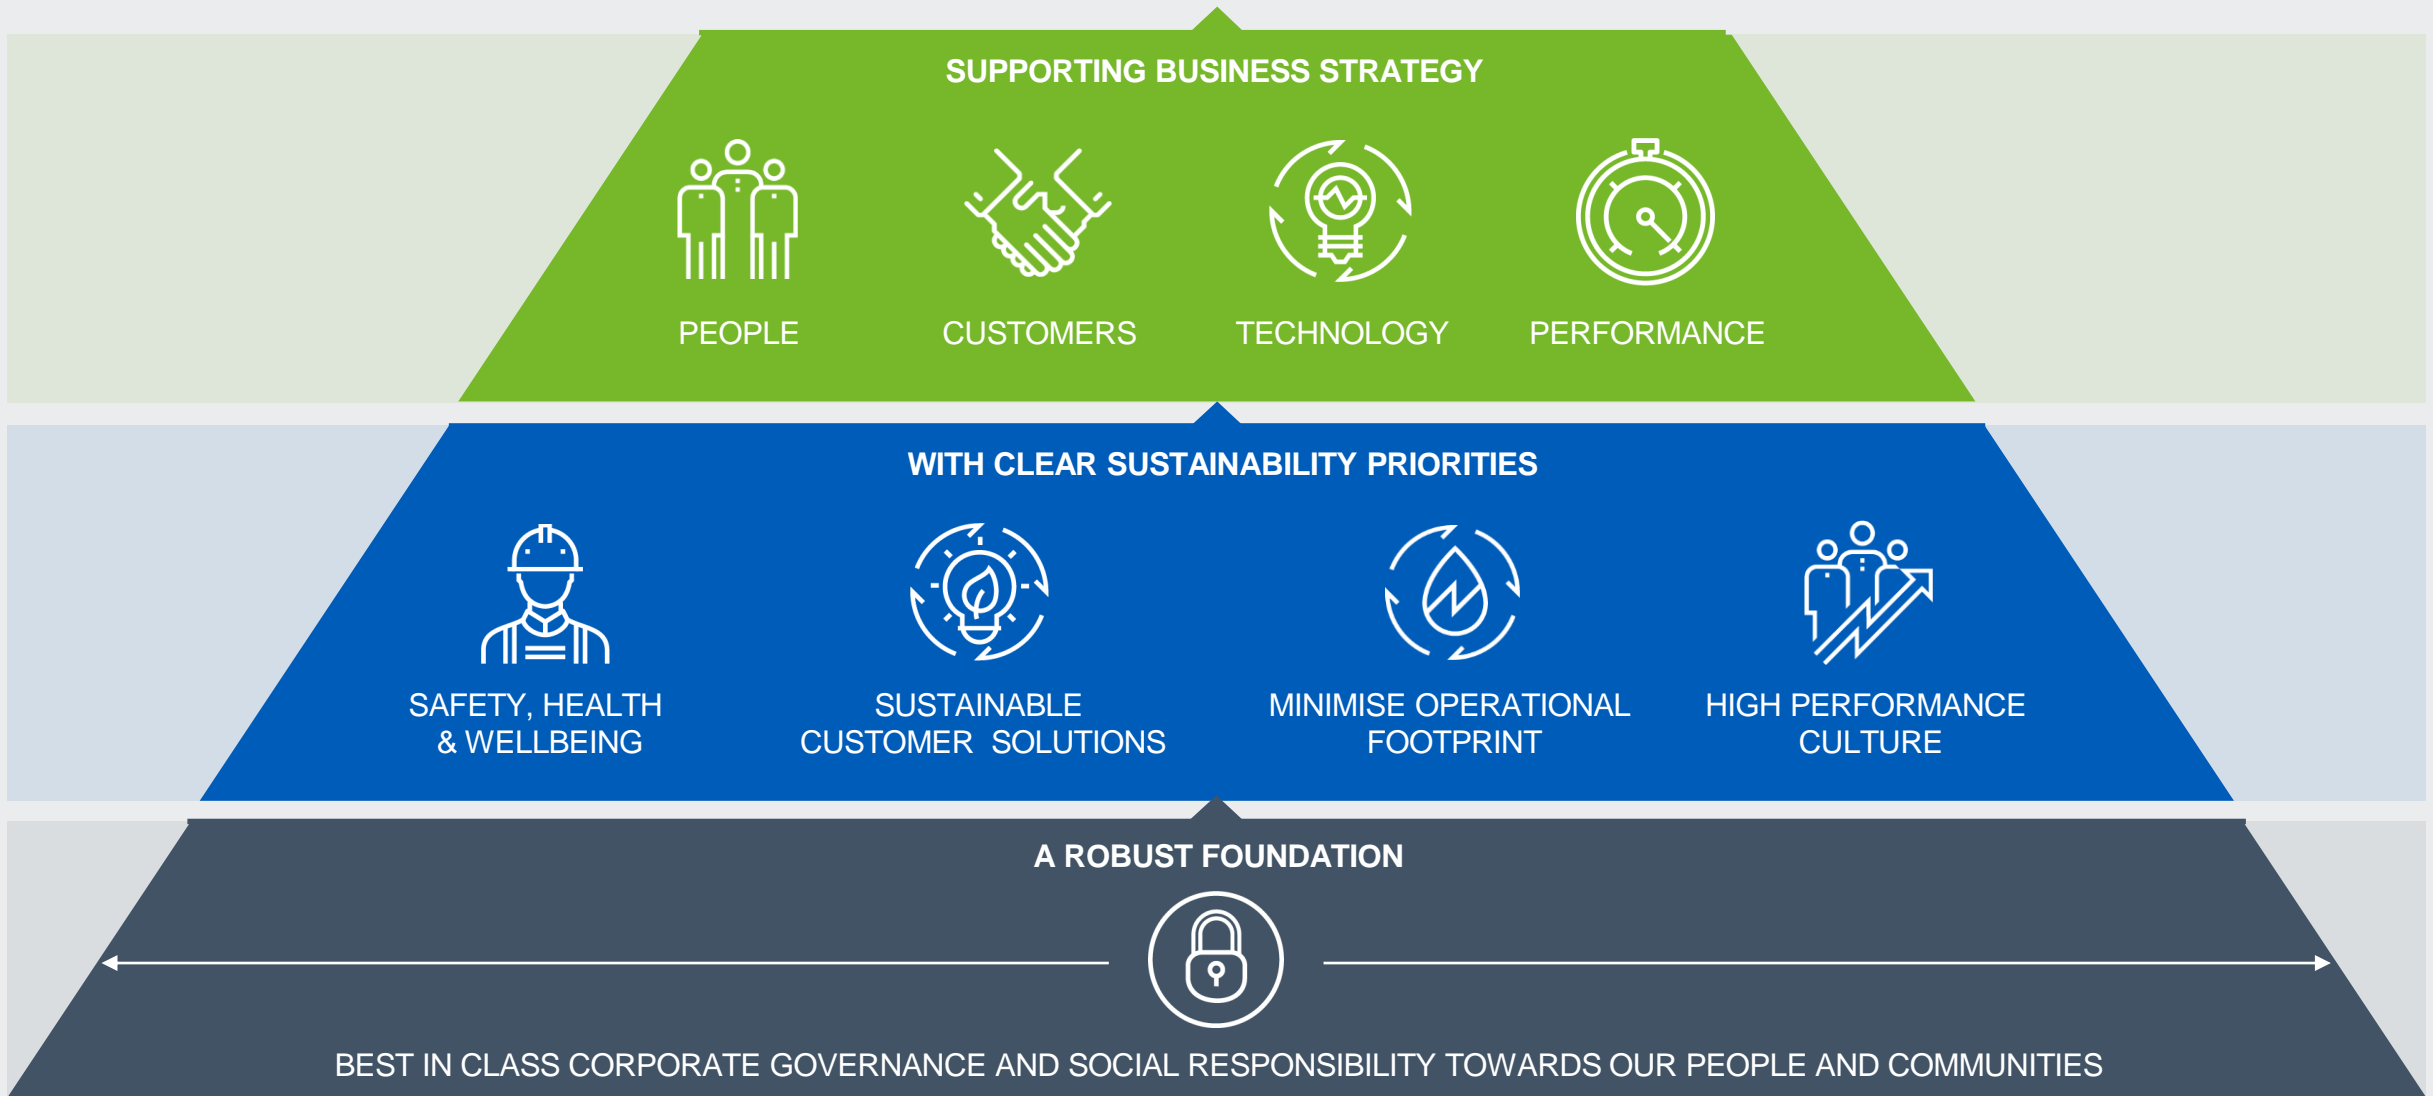 SUPPORTING BUSINESS STRATEGY
PEOPLE
CUSTOMERS
TECHNOLOGY
PERFORMANCE
WITH CLEAR SUSTAINABILITY PRIORITIES
SAFETY, HEALTH
& WELLBEING
SUSTAINABLE
CUSTOMER SOLUTIONS
MINIMISE OPERATIONAL
FOOTPRINT
HIGH PERFORMANCE
CULTURE
A ROBUST FOUNDATION
BEST IN CLASS CORPORATE GOVERNANCE AND SOCIAL RESPONSIBILITY TOWARDS OUR PEOPLE AND COMMUNITIES